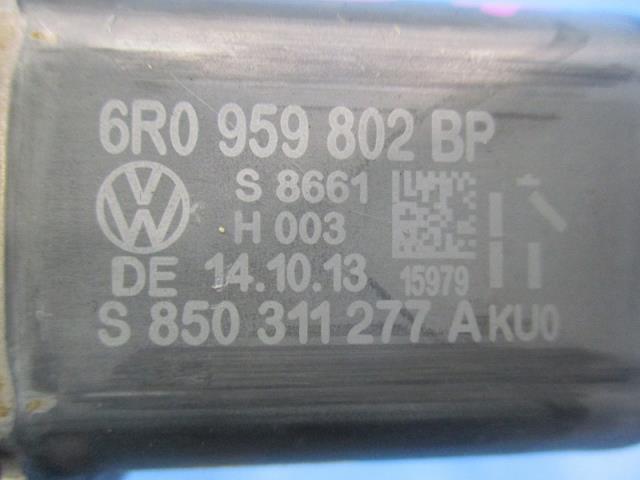 6R0 959 802 BP
S 8661
H 003
DE 14.10.13
15979
S 850 311 277 A KU0